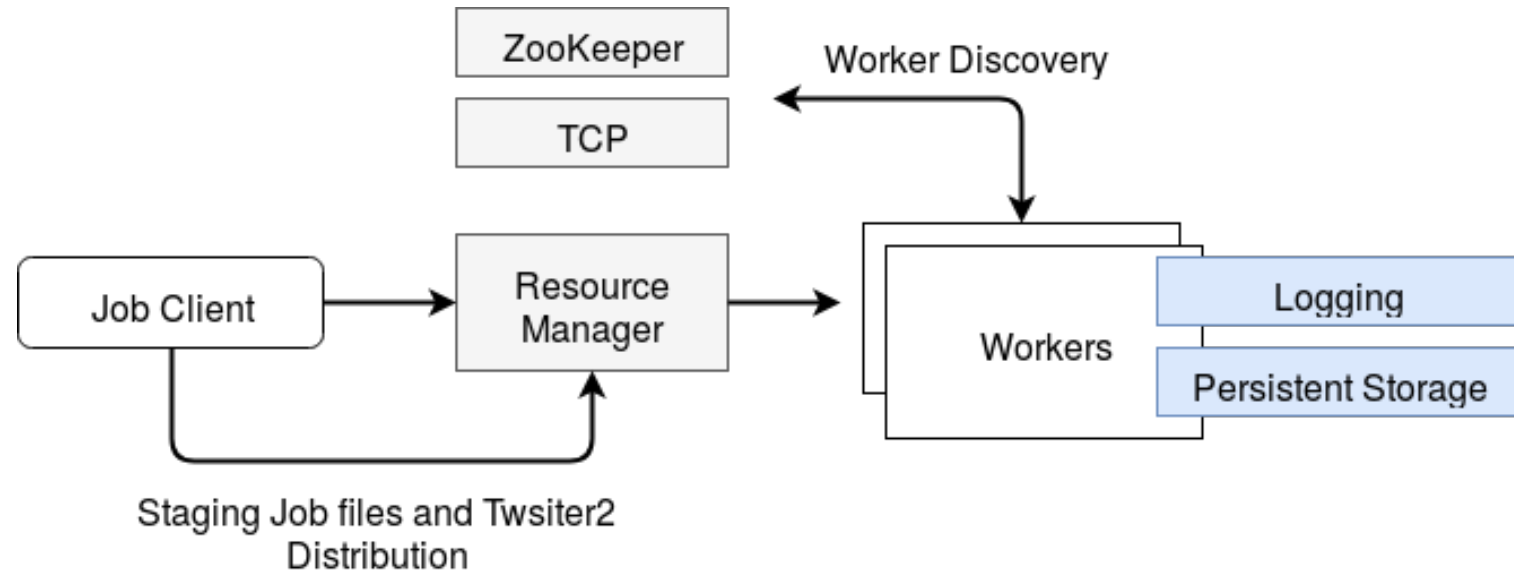 ZooKeeper
Worker Discovery
TCP
Job Client
Resource
Manager
Workers
Logging
Persistent Storage
Staging Job files and Twsiter2
Distribution